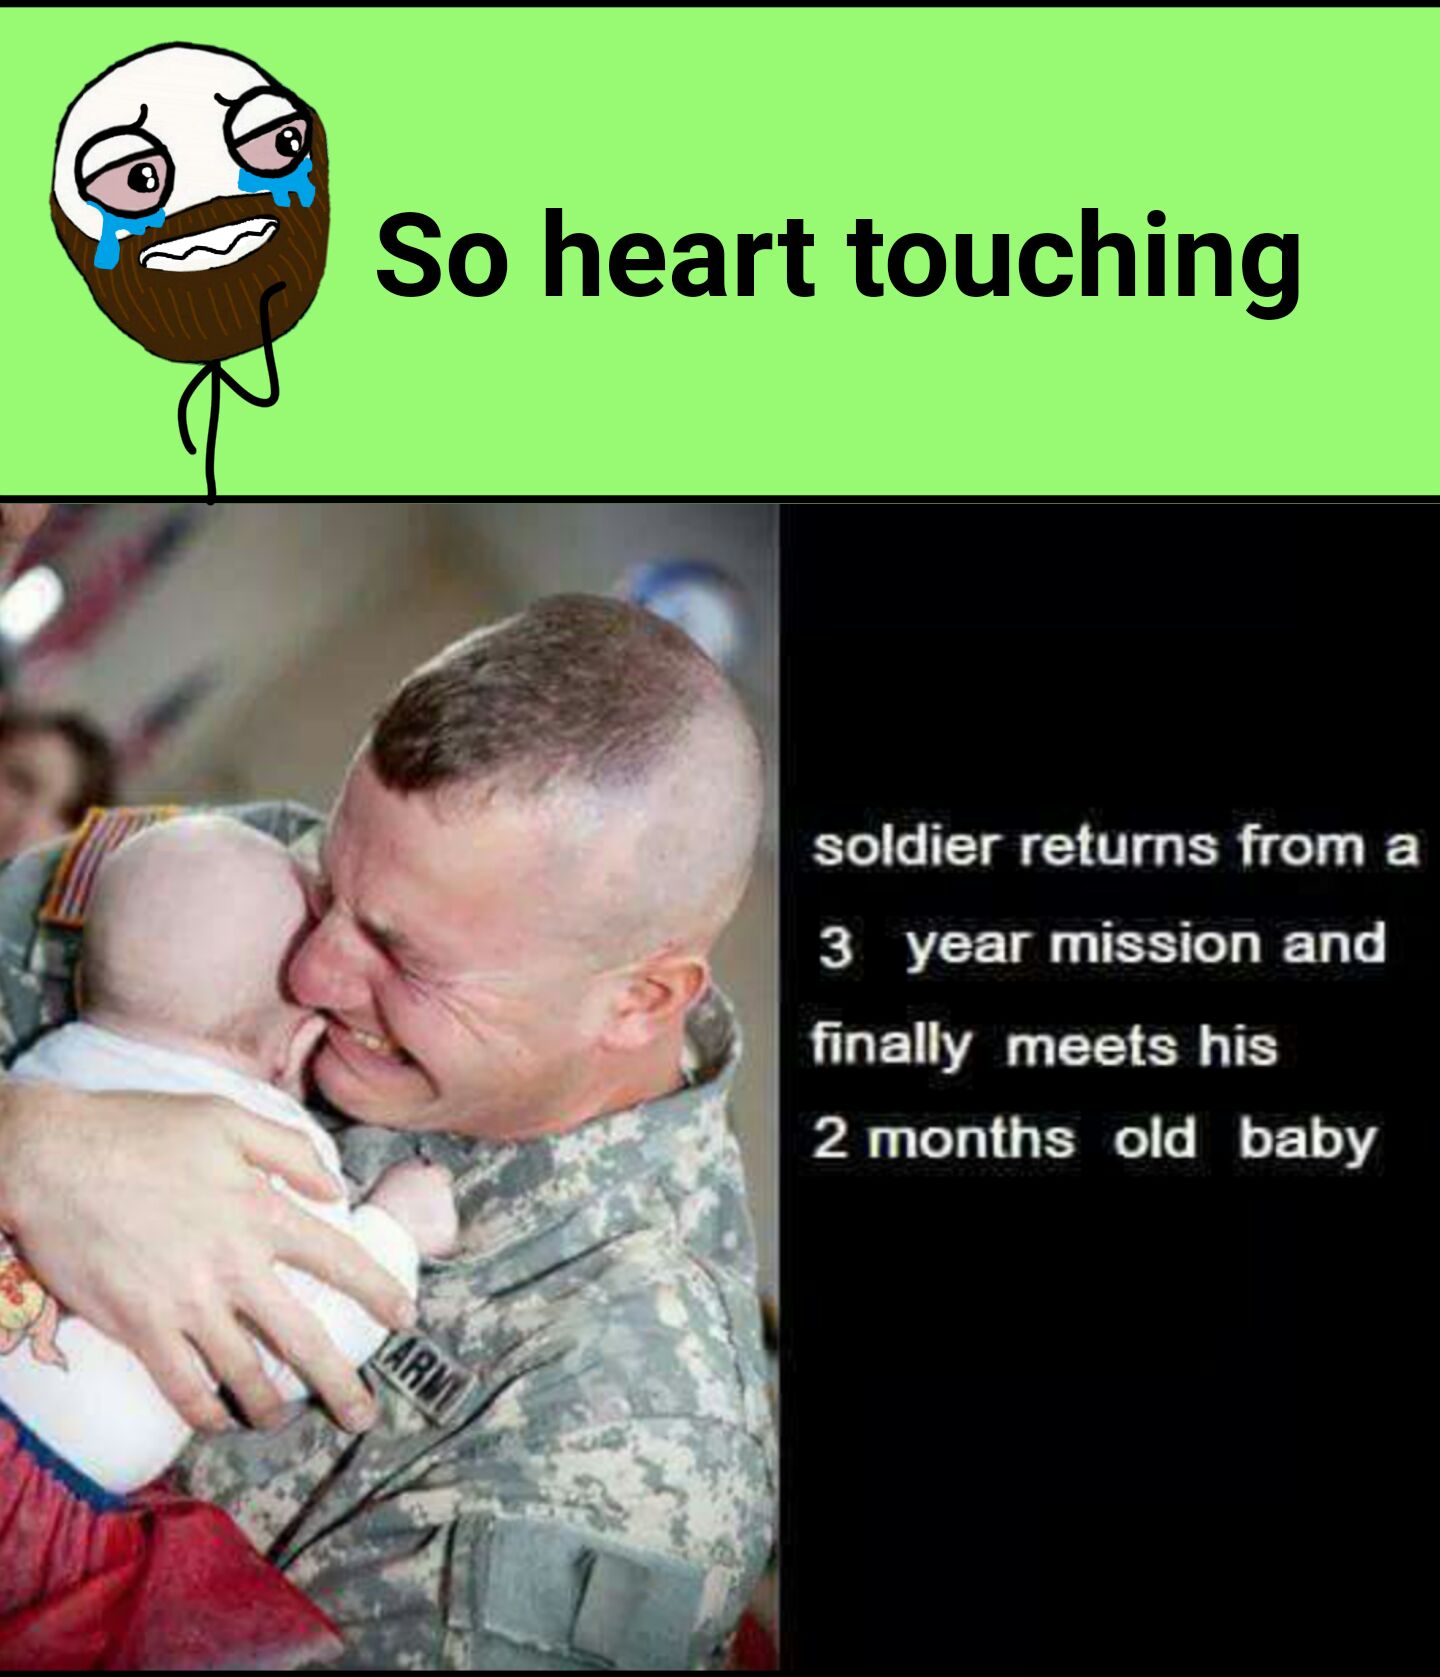 So heart touching
soldier returns from a
3 year mission and
finally meets his
2 months old baby
ARMY